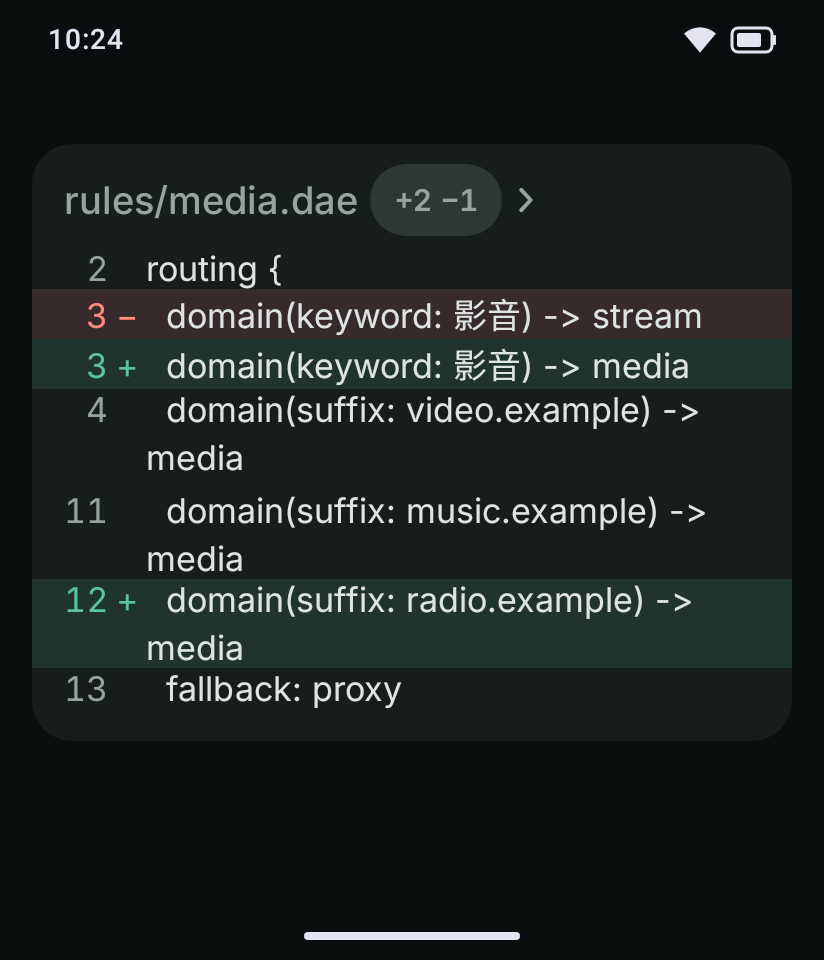 10:24
rules/media.dae +2 −1
2 routing {
3 − domain(keyword: 影音) -> stream
3 + domain(keyword: 影音) -> media
4 domain(suffix: video.example) ->
media
11 domain(suffix: music.example) ->
media
12 + domain(suffix: radio.example) ->
media
13 fallback: proxy